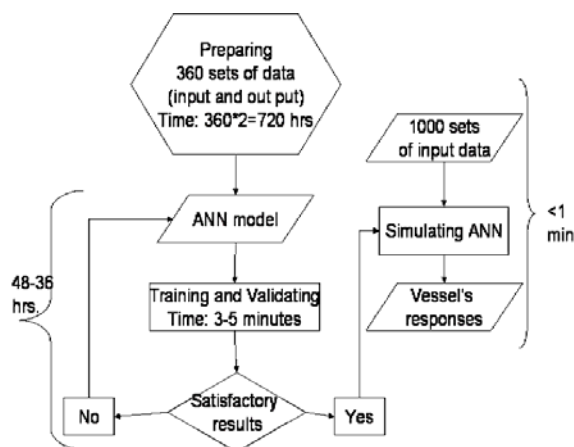 Preparing
360 sets of data
(input and out put)
Time: 360*2=720 hrs
1000 sets
of input data
<1
min
ANN model
Simulating ANN
48-36
hrs.
Training and Validating
Time: 3-5 minutes
Vessel's
responses
No
Satisfactory
results
Yes